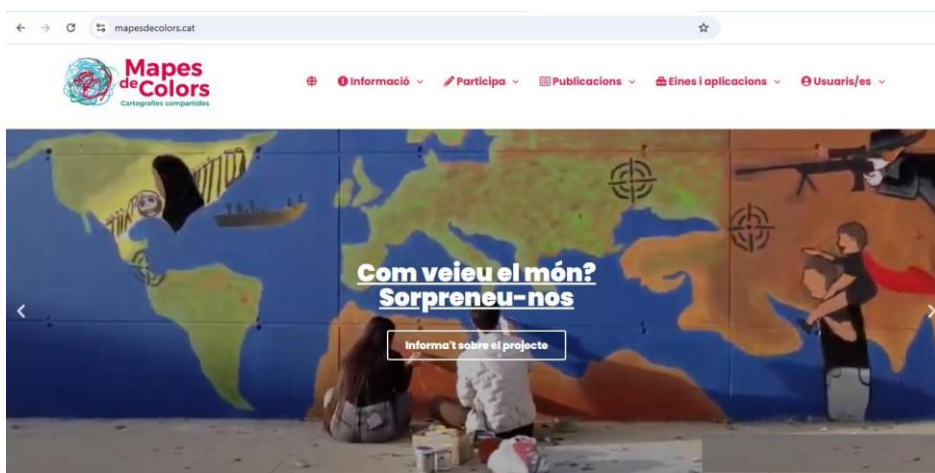 mapesdecolors.cat
Mapes
de Colors
Cartografies compartides
Informació
Participa
Publicacions
Eines i aplicacions
Usuaris/es
Com veieu el món?
Sorpreneu-nos
Informa't sobre el projecte